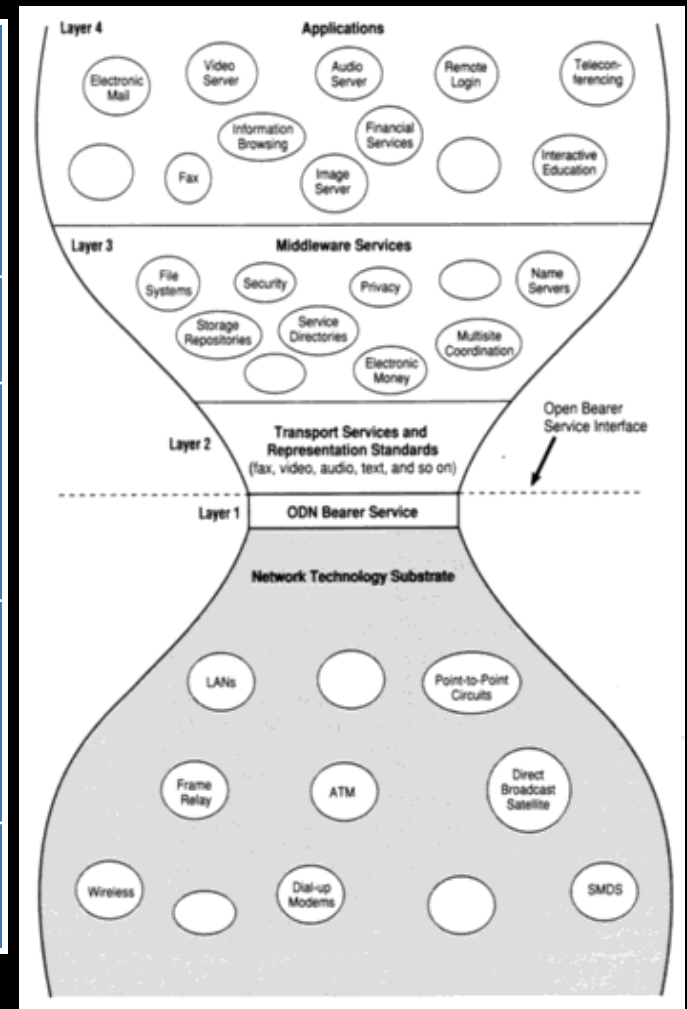 Layer 4
Applications
Electronic
Mail
Video
Server
Audio
Server
Remote
Login
Telecon-
ferencing
Information
Browsing
Financial
Services
Fax
Image
Server
Interactive
Education
Layer 3
Middleware Services
File
Systems
Security
Privacy
Name
Servers
Storage
Repositories
Service
Directories
Electronic
Money
Multisite
Coordination
Open Bearer
Service Interface
Layer 2
Transport Services and
Representation Standards
(fax, video, audio, text, and so on)
Layer 1
ODN Bearer Service
Network Technology Substrate
LANs
Point-to-Point
Circuits
Frame
Relay
ATM
Direct
Broadcast
Satellite
Wireless
Dial-up
Modems
SMDS